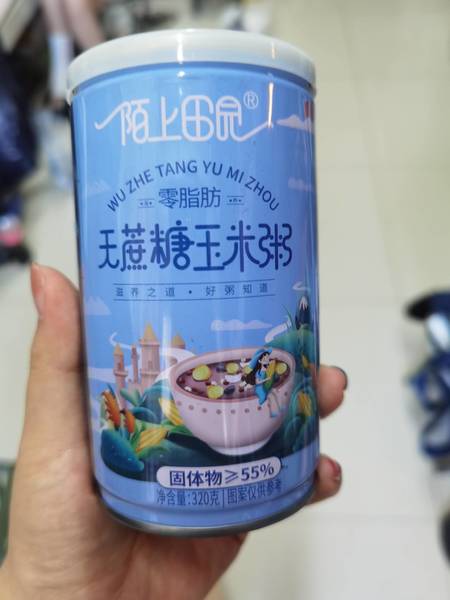 陌上田品®
WU ZHE TANG YU MI ZHOU
零脂肪
无蔗糖玉米粥
滋养之道·好粥知道
固体物≥55%
净含量:320克 | 图案仅供参考